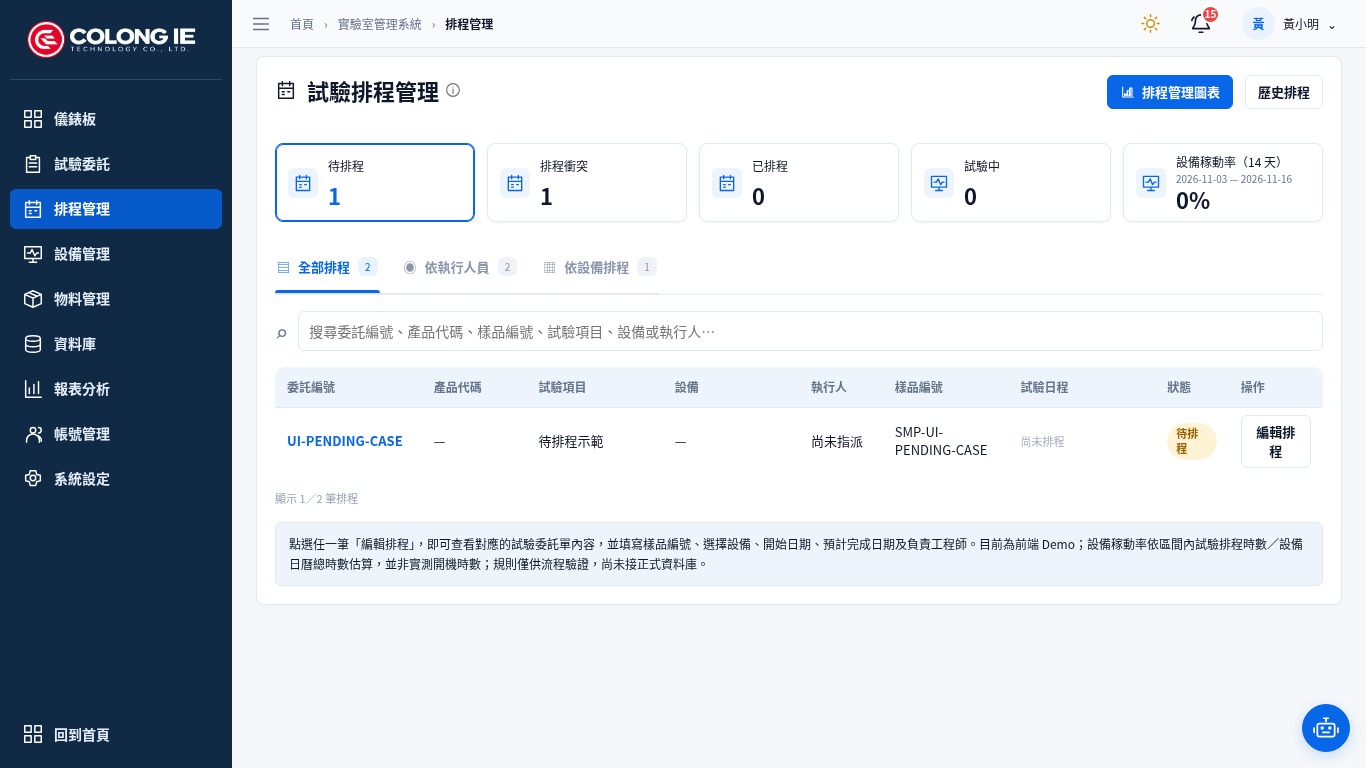 COLONG IE
TECHNOLOGY CO., LTD.
儀錶板
試驗委託
排程管理
設備管理
物料管理
資料庫
報表分析
帳號管理
系統設定
回到首頁
首頁 › 實驗室管理系統 › 排程管理
15
黃 黃小明
試驗排程管理
排程管理圖表
歷史排程
待排程
1
排程衝突
1
已排程
0
試驗中
0
設備稼動率（14 天）
2026-11-03 — 2026-11-16
0%
全部排程 2
依執行人員 2
依設備排程 1
搜尋委託編號、產品代碼、樣品編號、試驗項目、設備或執行人…
委託編號 產品代碼 試驗項目 設備 執行人 樣品編號 試驗日程 狀態 操作
UI-PENDING-CASE — 待排程示範 — 尚未指派 SMP-UI-PENDING-CASE 尚未排程 待排程 編輯排程
顯示 1／2 筆排程
點選任一筆「編輯排程」，即可查看對應的試驗委託單內容，並填寫樣品編號、選擇設備、開始日期、預計完成日期及負責工程師。目前為前端 Demo；設備稼動率依區間內試驗排程時數／設備
日曆總時數估算，並非實測開機時數；規則僅供流程驗證，尚未接正式資料庫。